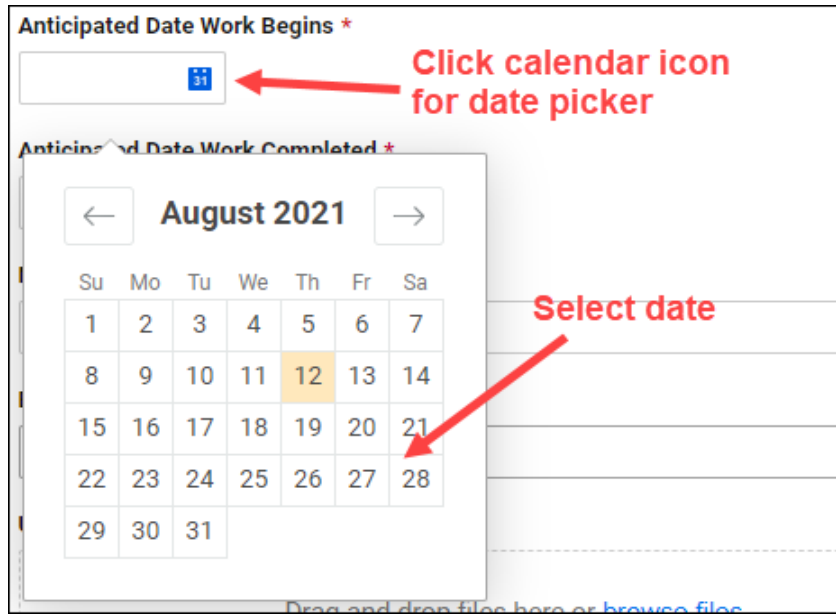 Anticipated Date Work Begins *
31
Click calendar icon
for date picker
Anticipated Date Work Completed *
August 2021
Su Mo Tu We Th Fr Sa
1 2 3 4 5 6 7
Select date
8 9 10 11 12 13 14
15 16 17 18 19 20 21
22 23 24 25 26 27 28
29 30 31
Drag and drop files here or browse files